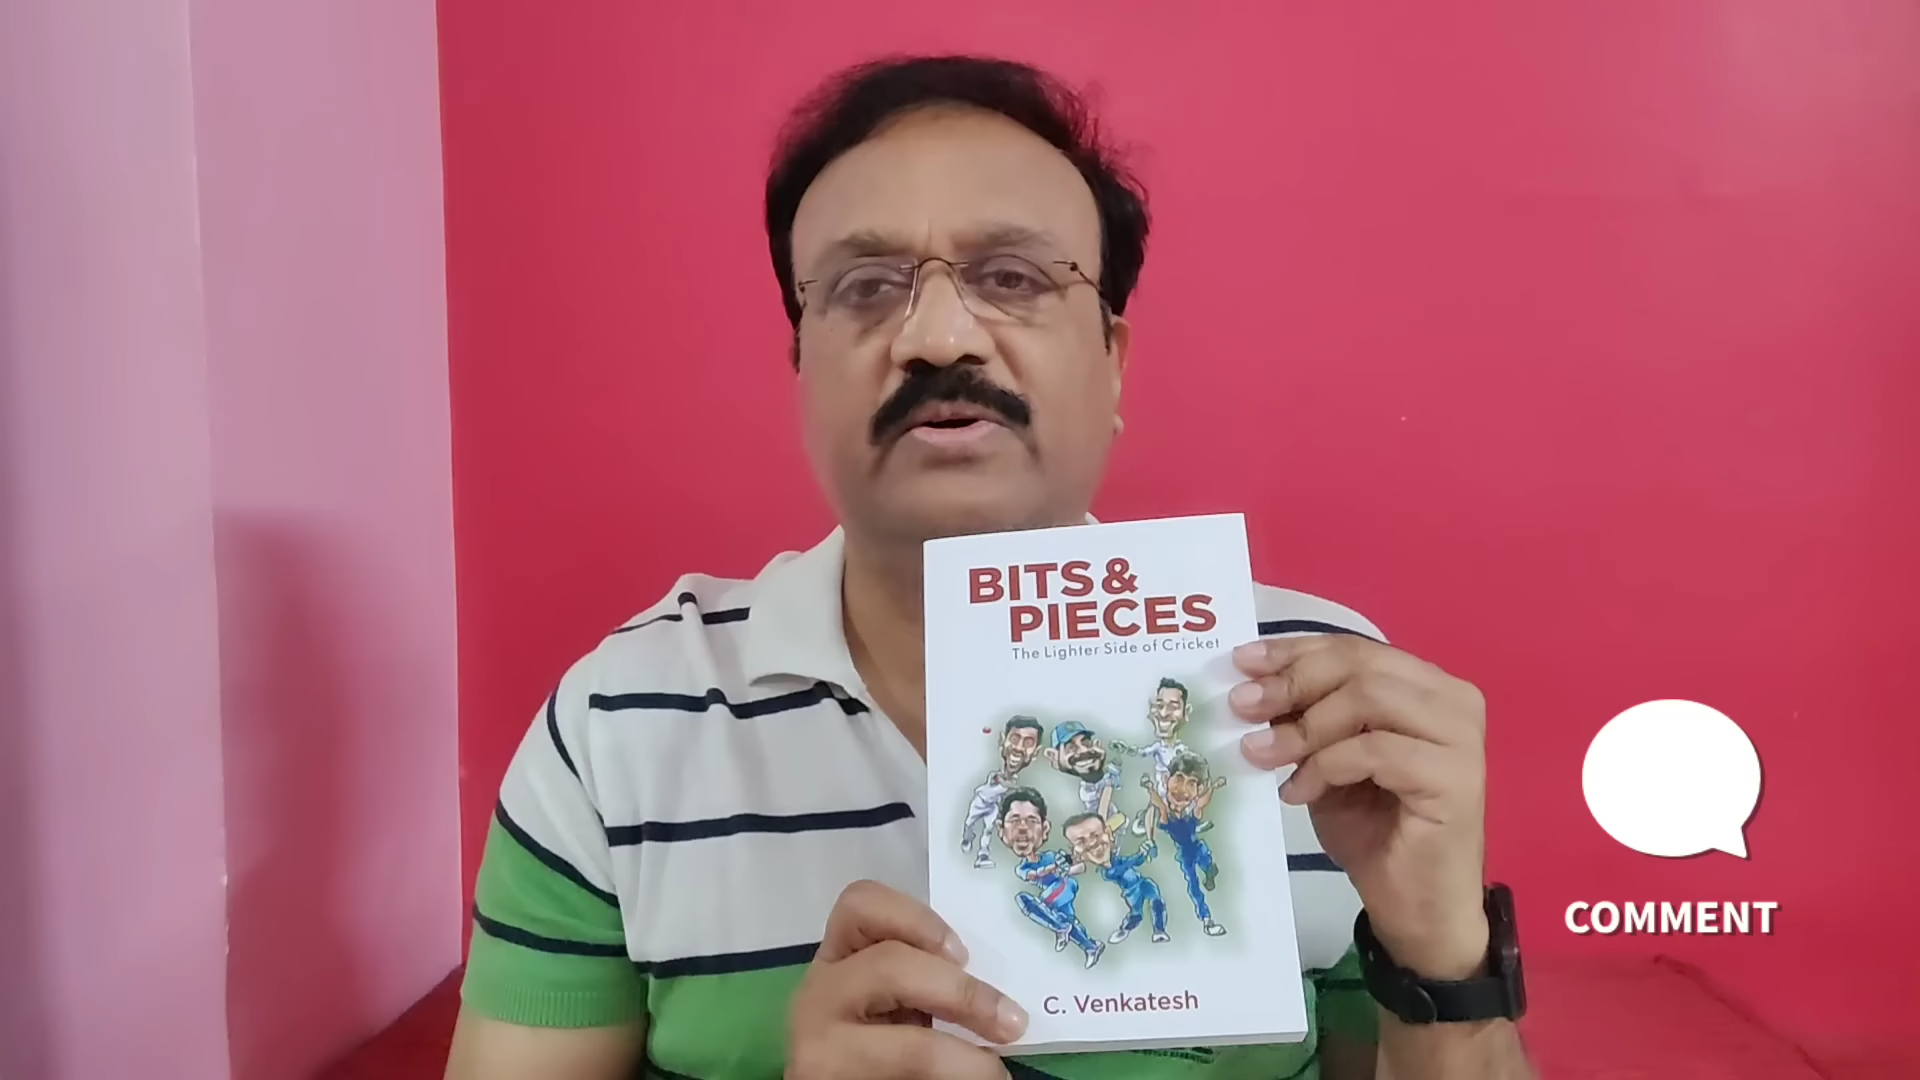 BITS &
PIECES
The Lighter Side of Cricket
C. Venkatesh
COMMENT